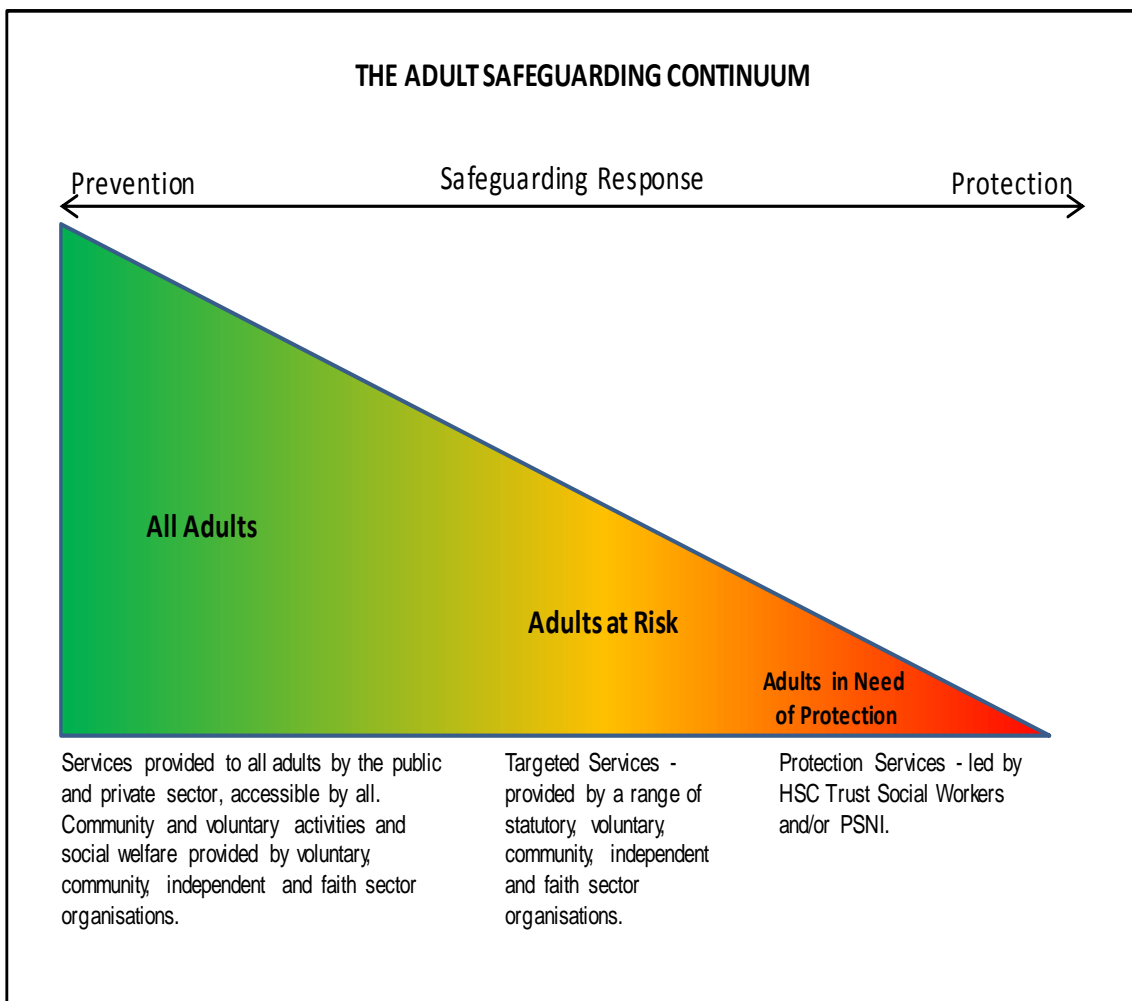 THE ADULT SAFEGUARDING CONTINUUM
Prevention
Safeguarding Response
Protection
All Adults
Adults at Risk
Adults in Need
of Protection
Services provided to all adults by the public
and private sector, accessible by all.
Community and voluntary activities and
social welfare provided by voluntary,
community, independent and faith sector
organisations.
Targeted Services -
provided by a range of
statutory, voluntary,
community, independent
and faith sector
organisations.
Protection Services - led by
HSC Trust Social Workers
and/or PSNI.